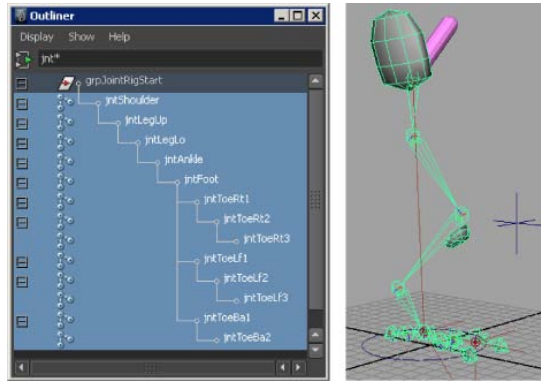 Outliner
Display Show Help
jnt*
grpJointRigStart
jntShoulder
jntLegUp
jntLegLo
jntAnkle
jntFoot
jntToeRt1
jntToeRt2
jntToeRt3
jntToeLf1
jntToeLf2
jntToeLf3
jntToeBa1
jntToeBa2